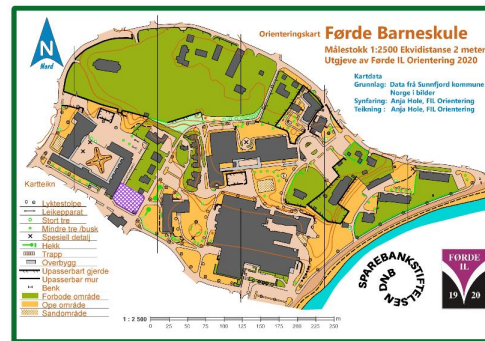 Orienteringskart Førde Barneskule
Målestokk 1:2500 Ekvidistanse 2 meter
Utgjeve av Førde IL Orientering 2020
Kartdata
Grunnlag: Data frå Sunnfjord kommune
Norge i bilder
Synfaring: Anja Hole, FIL Orientering
Teikning : Anja Hole, FIL Orientering
N
Nord
Kartteikn
Lyktestolpe
Leikepparat
Stort tre
Mindre tre /busk
Spesiell detalj
Hekk
Trapp
Overbygg
Upasserbart gjerde
Upasserbar mur
Benk
Forbode område
Ope område
Sandområde
1 : 2 500
0 25 50 75 100 125 150 175 200 225 250 m
SPAREBANKSTIFTELSEN
DNB
FØRDE
IL
19 20